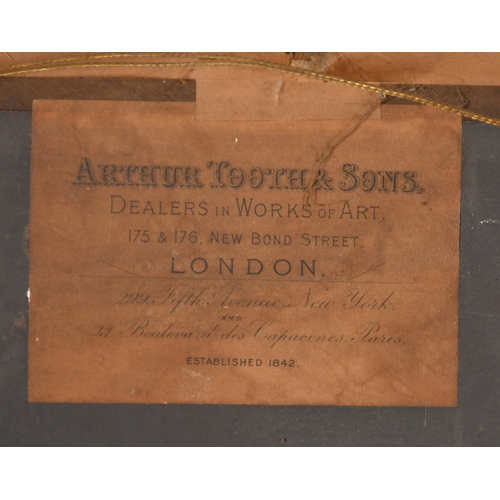 ARTHUR TOOTH & SONS.
DEALERS IN WORKS OF ART,
175 & 176, NEW BOND STREET.
LONDON.
299, Fifth Avenue, New York
AND
41 Boulevard des Capucines, Paris.
ESTABLISHED 1842.